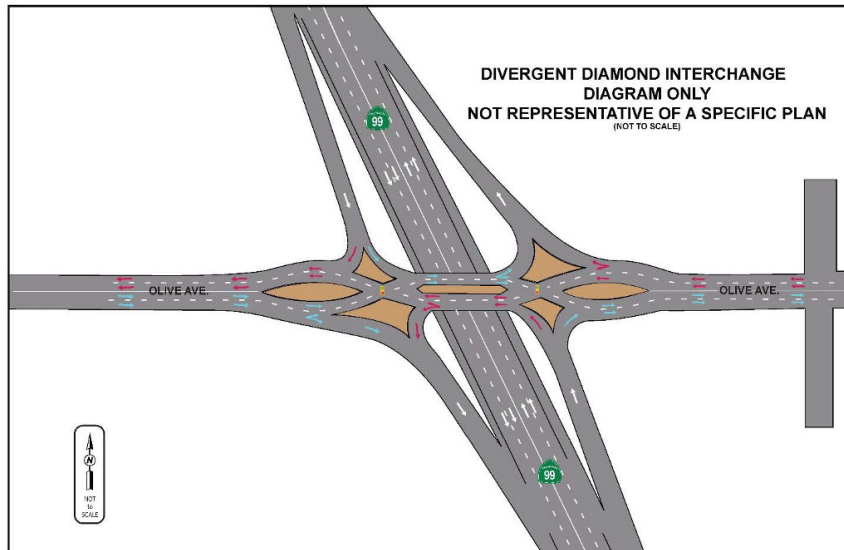 DIVERGENT DIAMOND INTERCHANGE
DIAGRAM ONLY
NOT REPRESENTATIVE OF A SPECIFIC PLAN
(NOT TO SCALE)
99
OLIVE AVE.
OLIVE AVE.
99
N
NOT
to
SCALE